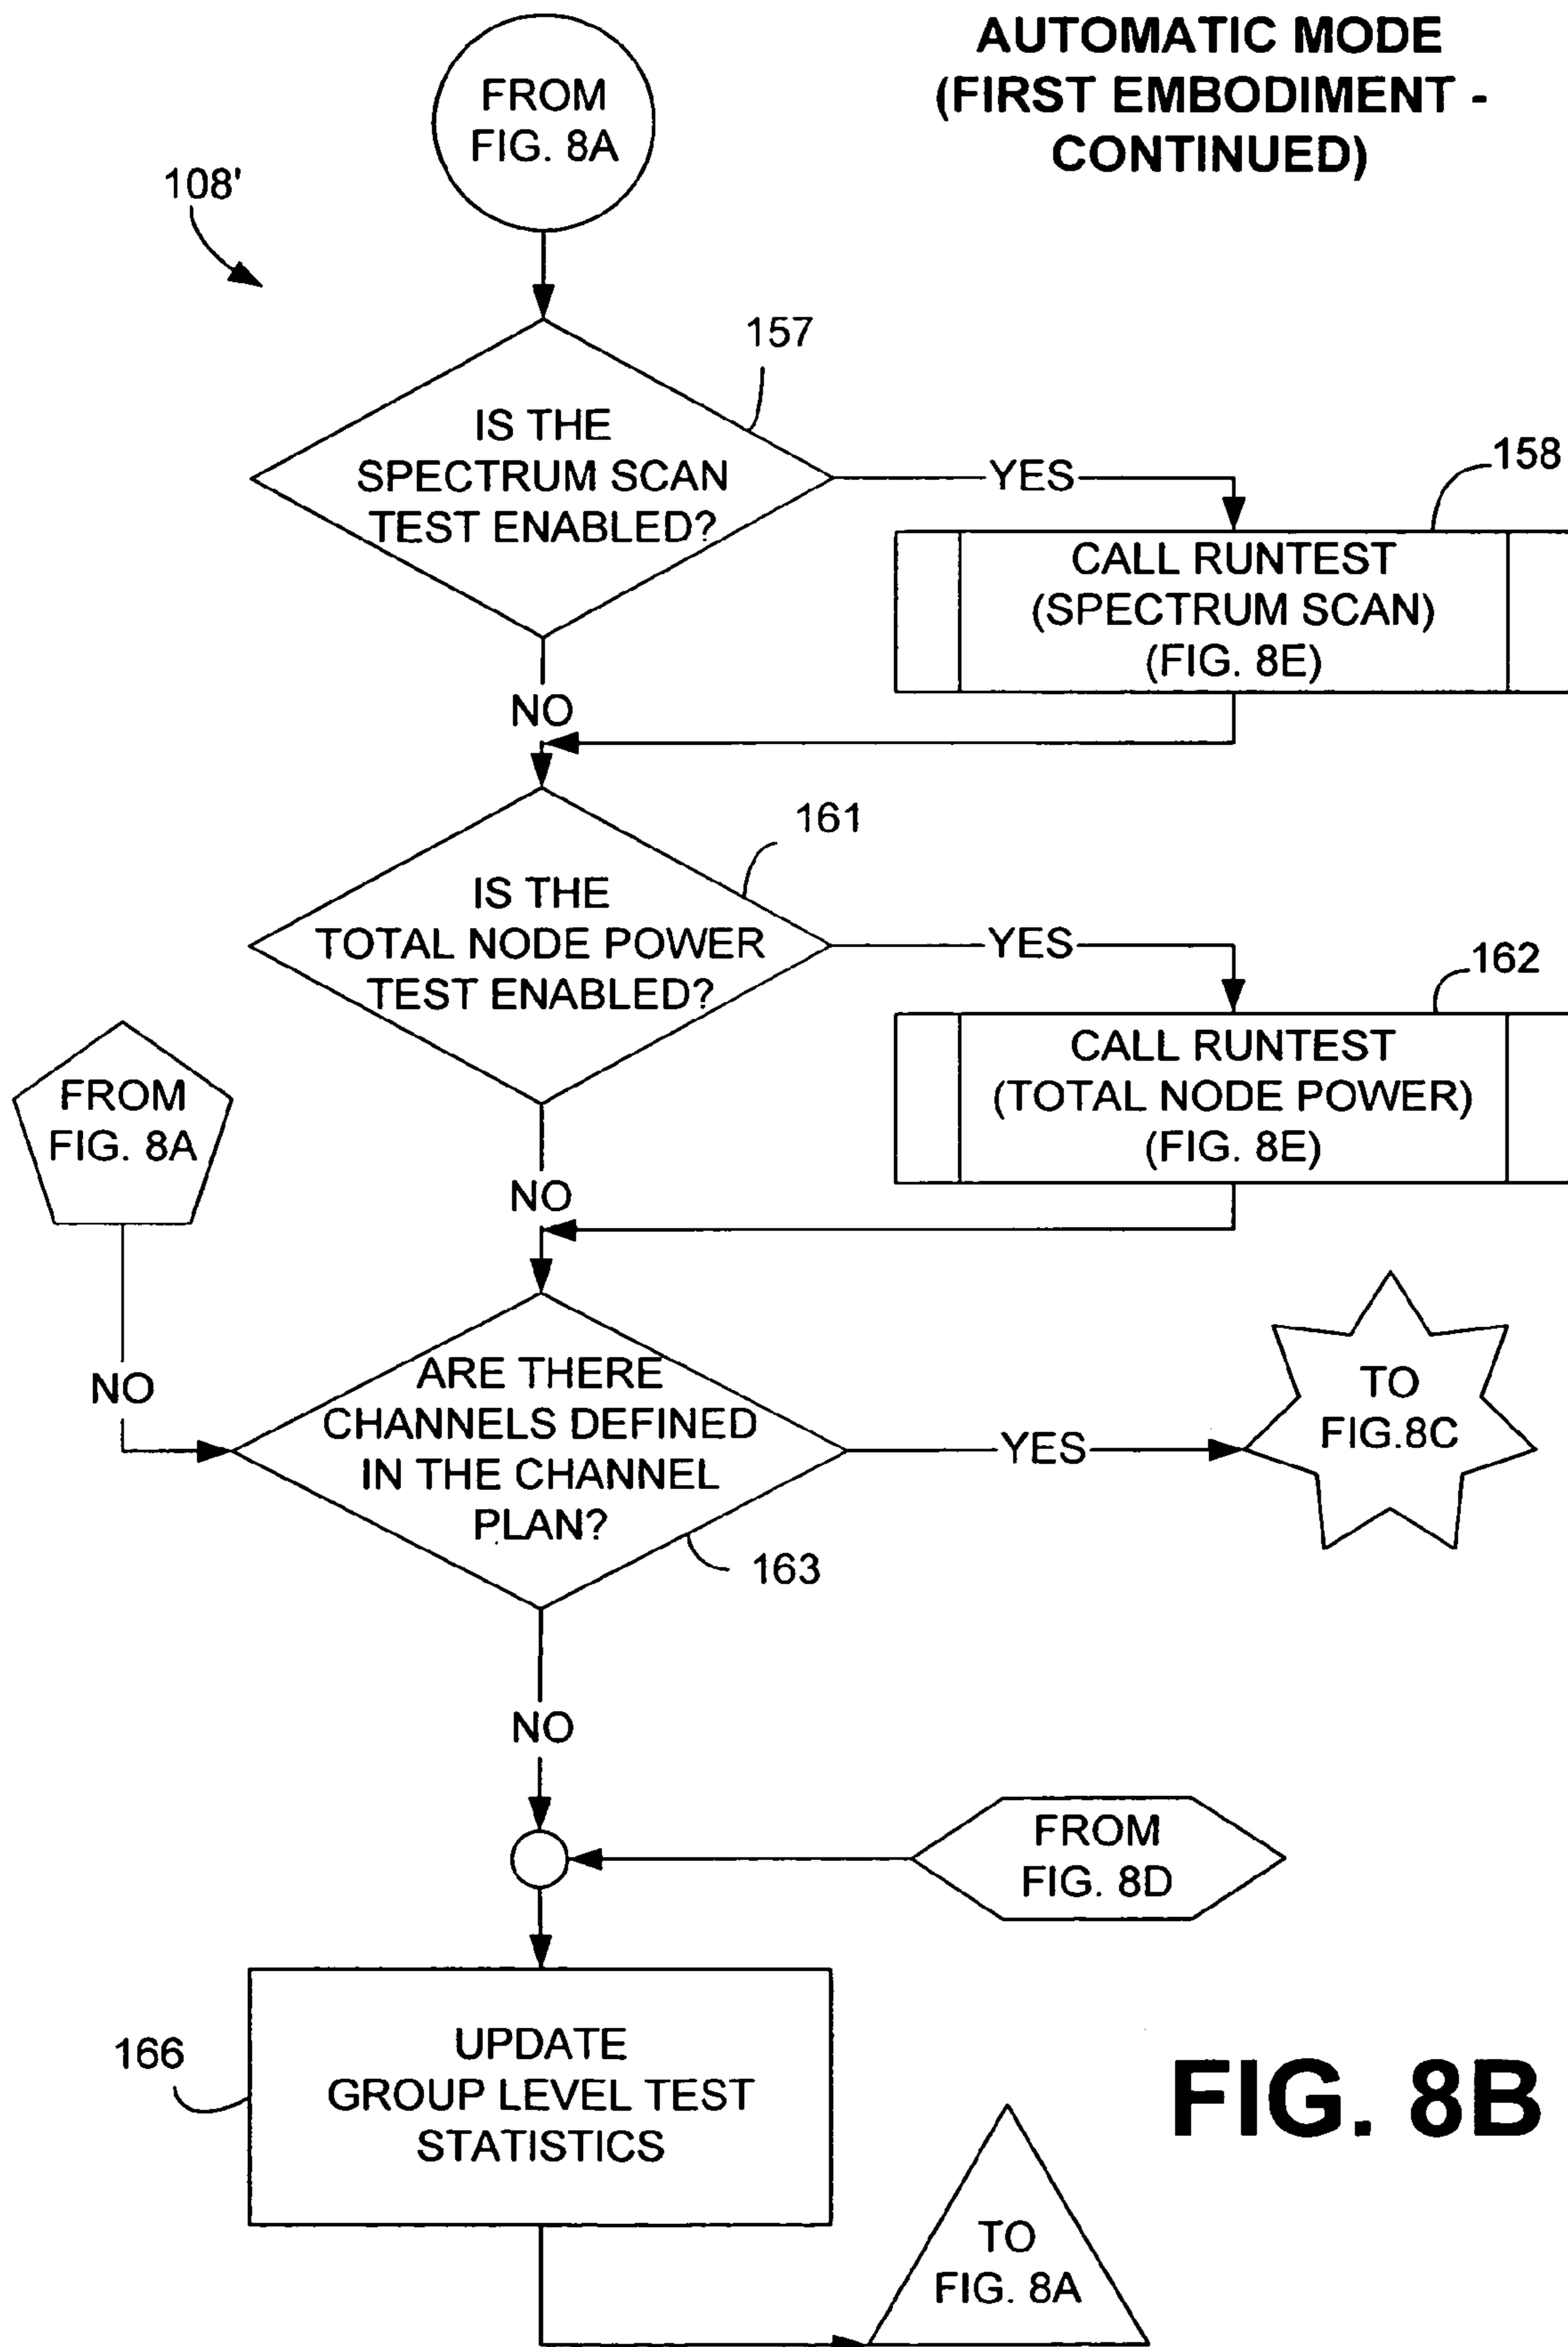 AUTOMATIC MODE
(FIRST EMBODIMENT -
CONTINUED)
FROM
FIG. 8A
108'
157
IS THE
SPECTRUM SCAN
TEST ENABLED?
YES
158
CALL RUNTEST
(SPECTRUM SCAN)
(FIG. 8E)
NO
161
IS THE
TOTAL NODE POWER
TEST ENABLED?
YES
162
CALL RUNTEST
(TOTAL NODE POWER)
(FIG. 8E)
NO
FROM
FIG. 8A
NO
ARE THERE
CHANNELS DEFINED
IN THE CHANNEL
PLAN?
163
YES
TO
FIG.8C
NO
FROM
FIG. 8D
166
UPDATE
GROUP LEVEL TEST
STATISTICS
TO
FIG. 8A
FIG. 8B